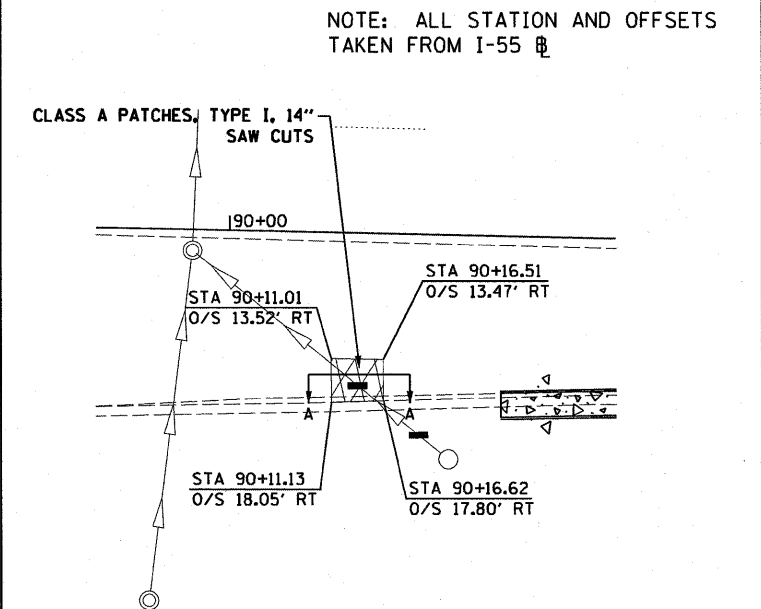 NOTE: ALL STATION AND OFFSETS
TAKEN FROM I-55 ℄
CLASS A PATCHES, TYPE I, 14"
SAW CUTS
90+00
STA 90+16.51
O/S 13.47' RT
STA 90+11.01
O/S 13.52' RT
A A
STA 90+11.13
O/S 18.05' RT
STA 90+16.62
O/S 17.80' RT